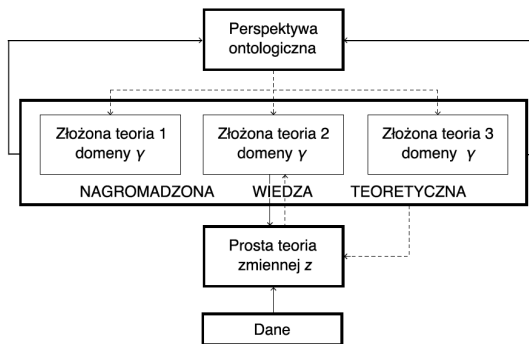 Perspektywa
ontologiczna
Złożona teoria 1
domeny γ
Złożona teoria 2
domeny γ
Złożona teoria 3
domeny γ
NAGROMADZONA WIEDZA TEORETYCZNA
Prosta teoria
zmiennej z
Dane